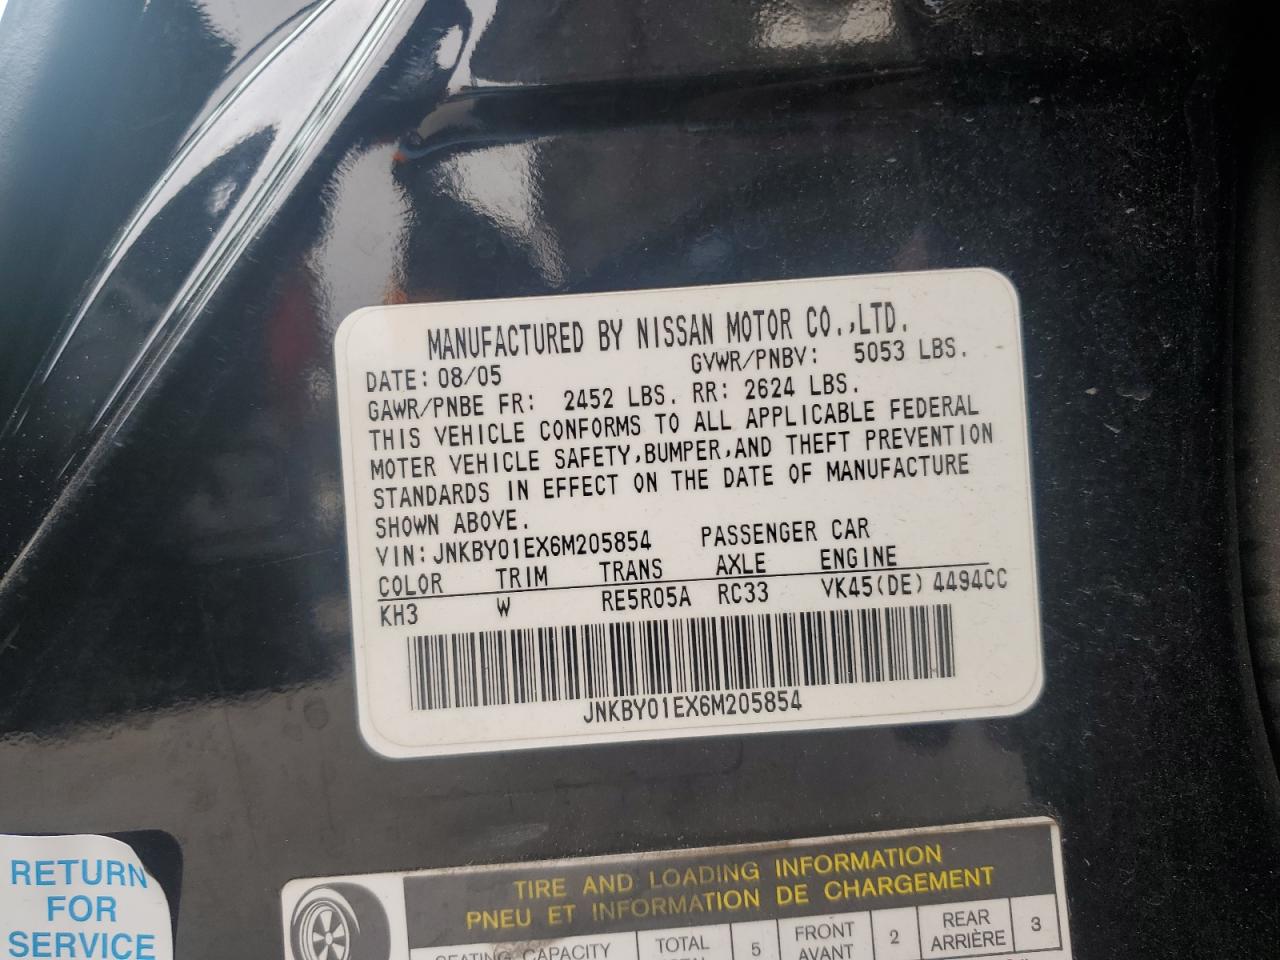 MANUFACTURED BY NISSAN MOTOR CO.,LTD.
DATE: 08/05 GVWR/PNBV: 5053 LBS.
GAWR/PNBE FR: 2452 LBS. RR: 2624 LBS.
THIS VEHICLE CONFORMS TO ALL APPLICABLE FEDERAL
MOTER VEHICLE SAFETY,BUMPER,AND THEFT PREVENTION
STANDARDS IN EFFECT ON THE DATE OF MANUFACTURE
SHOWN ABOVE.
VIN: JNKBY01EX6M205854 PASSENGER CAR
COLOR TRIM TRANS AXLE ENGINE
KH3 W RE5R05A RC33 VK45(DE) 4494CC
JNKBY01EX6M205854
RETURN
FOR
SERVICE
TIRE AND LOADING INFORMATION
PNEU ET INFORMATION DE CHARGEMENT
SEATING CAPACITY TOTAL 5 FRONT 2 REAR 3
AVANT ARRIÈRE